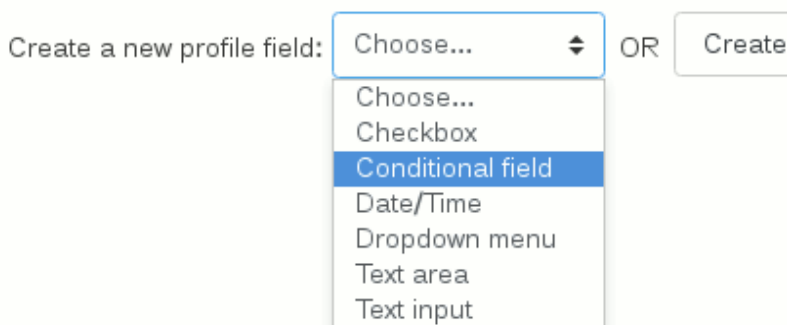 Create a new profile field: Choose... OR Create
Choose...
Checkbox
Conditional field
Date/Time
Dropdown menu
Text area
Text input